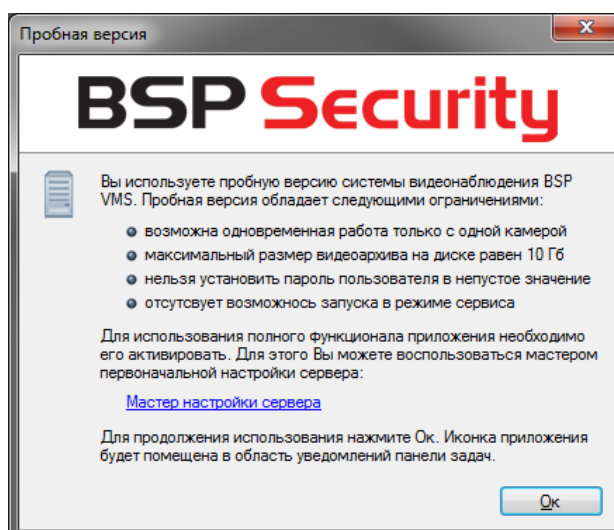 Пробная версия
BSP Security
Вы используете пробную версию системы видеонаблюдения BSP
VMS. Пробная версия обладает следующими ограничениями:
возможна одновременная работа только с одной камерой
максимальный размер видеоархива на диске равен 10 Гб
нельзя установить пароль пользователя в непустое значение
отсутсвует возможнось запуска в режиме сервиса
Для использования полного функционала приложения необходимо
его активировать. Для этого Вы можете воспользоваться мастером
первоначальной настройки сервера:
Мастер настройки сервера
Для продолжения использования нажмите Ок. Иконка приложения
будет помещена в область уведомлений панели задач.
Ок